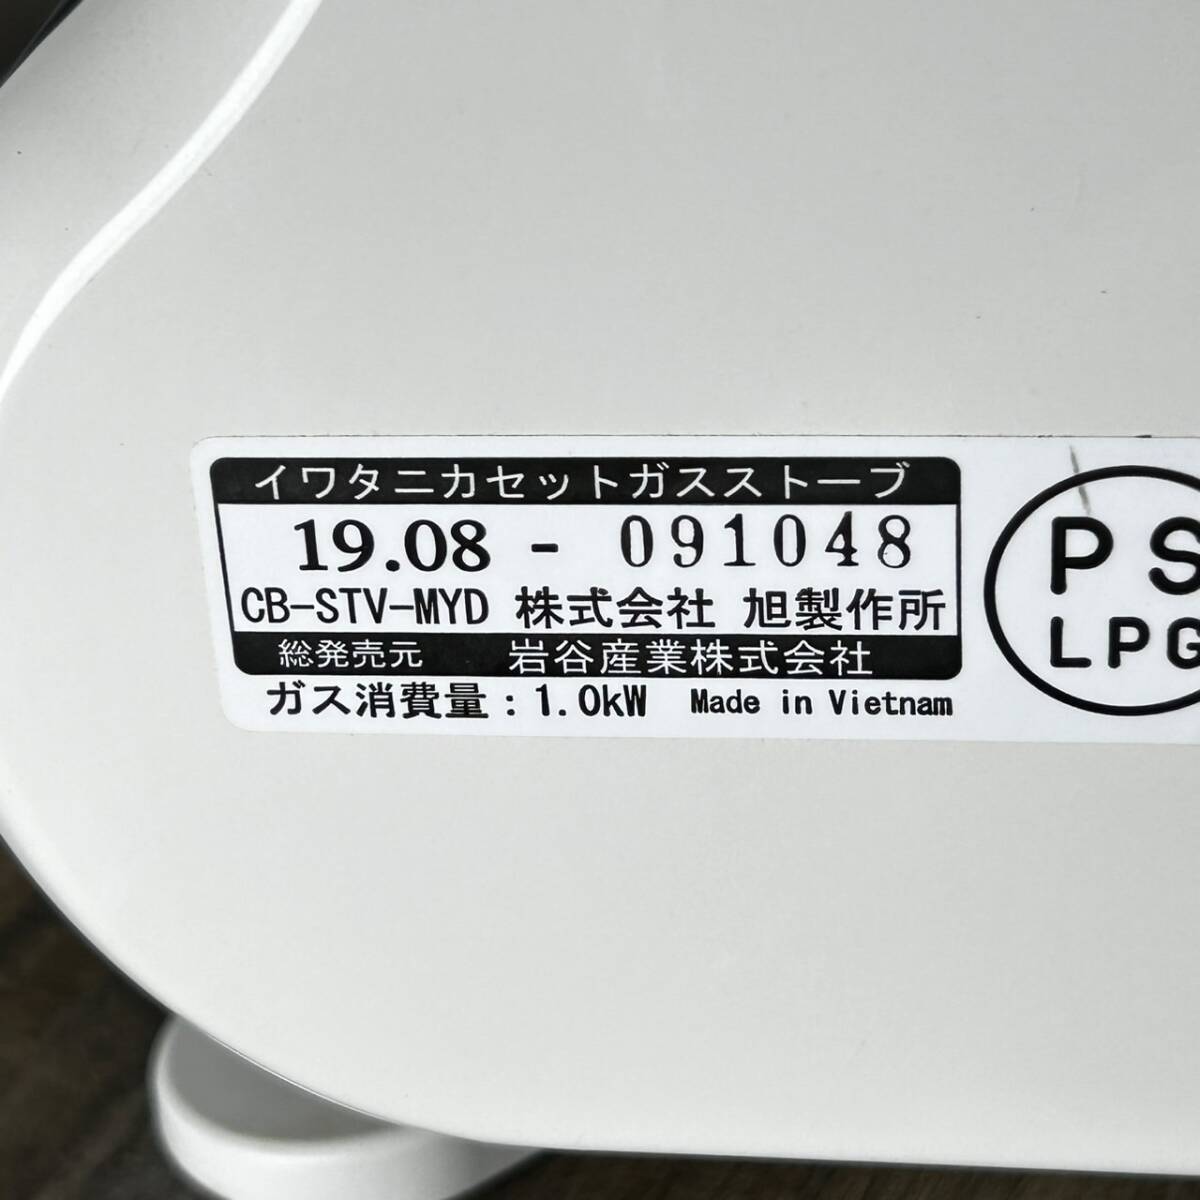 イワタニカセットガスストーブ
19.08 - 091048
CB-STV-MYD 株式会社 旭製作所
総発売元 岩谷産業株式会社
ガス消費量：1.0kW Made in Vietnam
PS
LPG